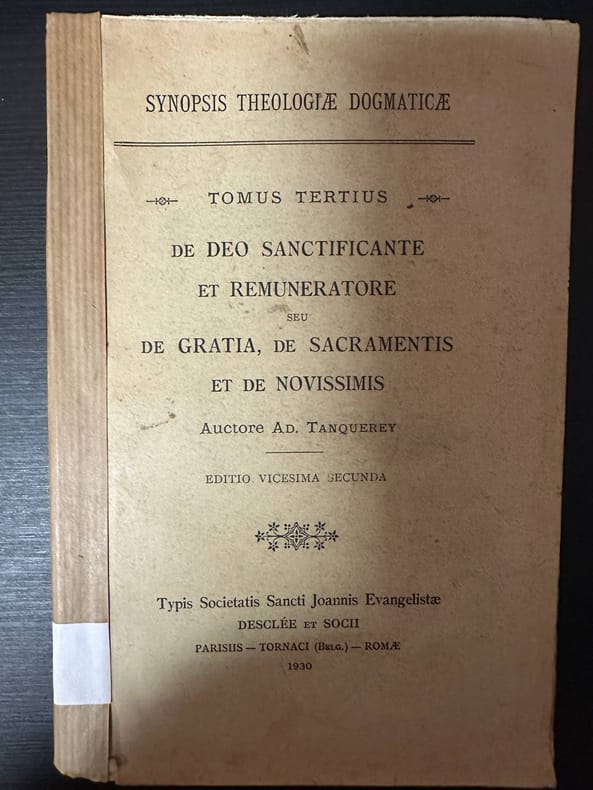 SYNOPSIS THEOLOGIÆ DOGMATICÆ
TOMUS TERTIUS
DE DEO SANCTIFICANTE
ET REMUNERATORE
SEU
DE GRATIA, DE SACRAMENTIS
ET DE NOVISSIMIS
Auctore AD. TANQUEREY
EDITIO VICESIMA SECUNDA
Typis Societatis Sancti Joannis Evangelistæ
DESCLÉE ET SOCII
PARISIIS — TORNACI (BELG.) — ROMÆ
1930